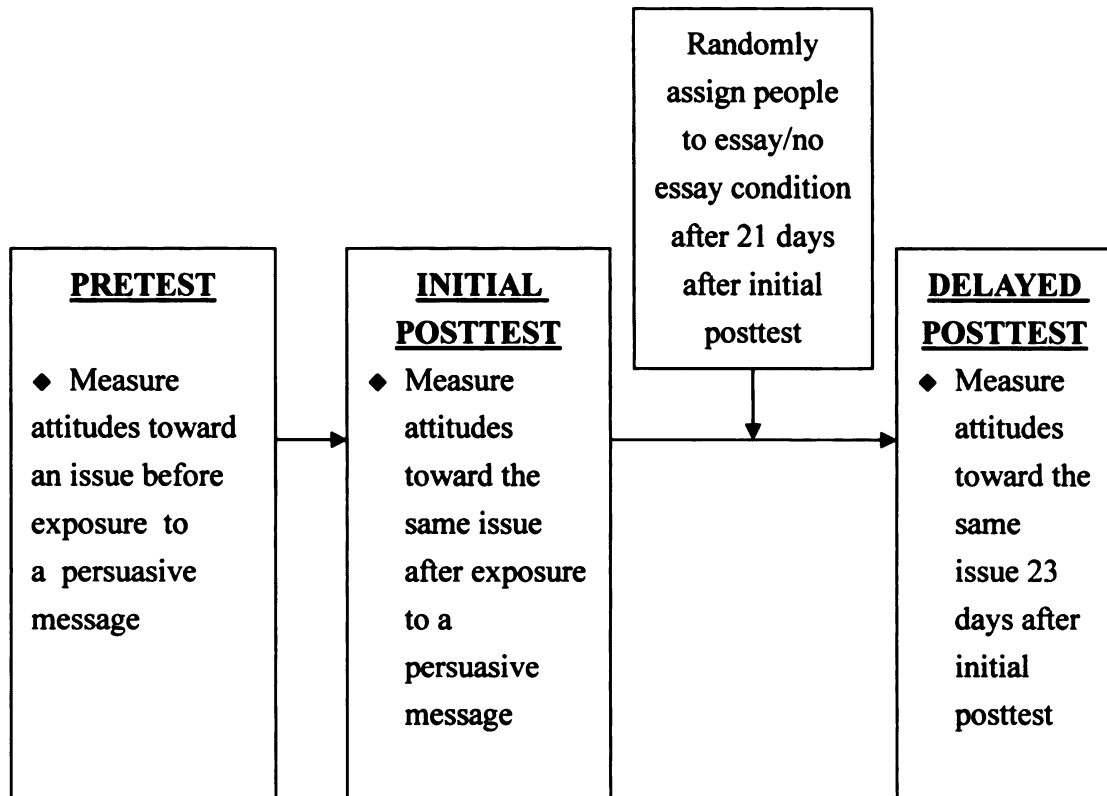 Randomly
assign people
to essay/no
essay condition
after 21 days
after initial
posttest
PRETEST
◆ Measure
attitudes toward
an issue before
exposure to
a persuasive
message
INITIAL
POSTTEST
◆ Measure
attitudes
toward the
same issue
after exposure
to a
persuasive
message
DELAYED
POSTTEST
◆ Measure
attitudes
toward the
same
issue 23
days after
initial
posttest